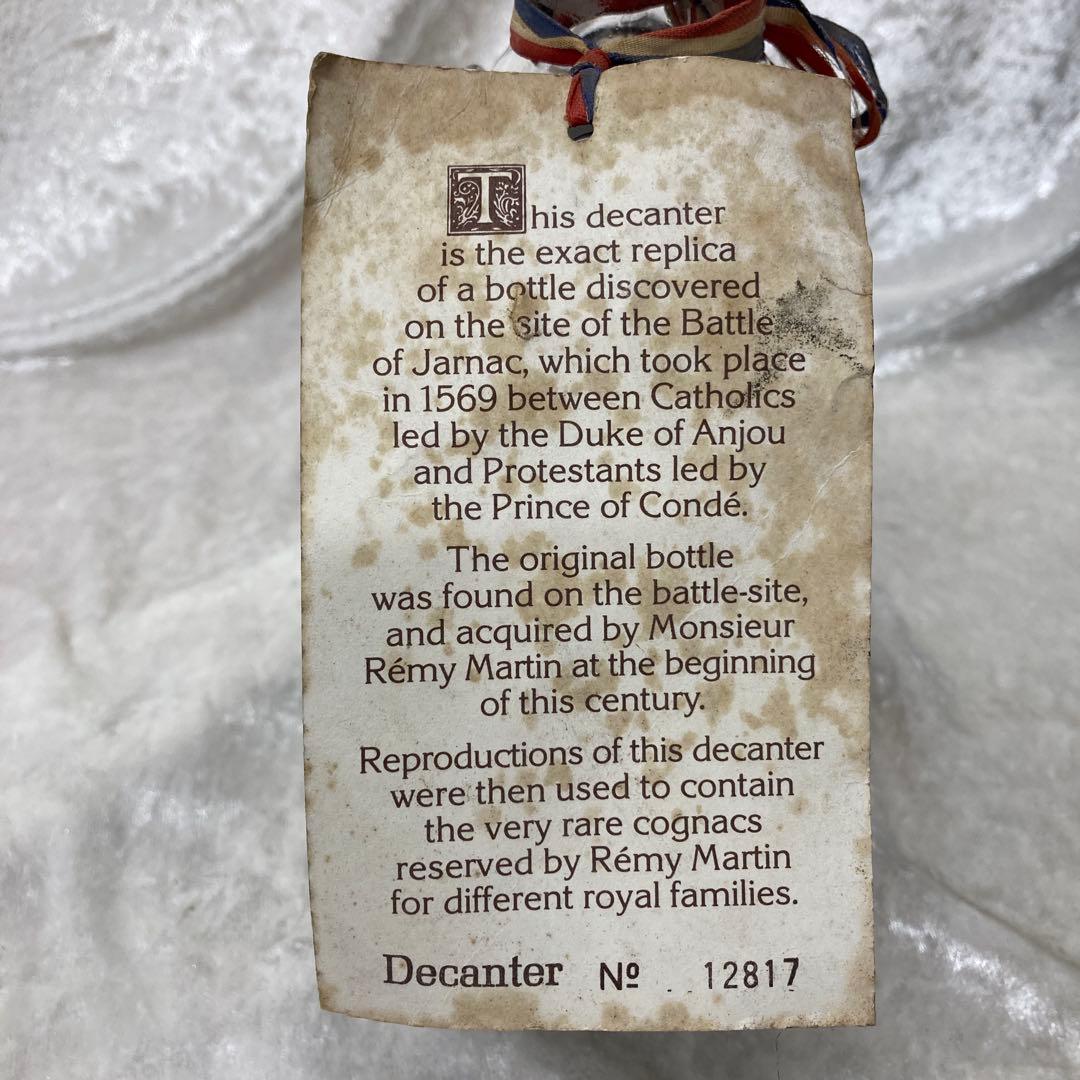 This decanter
is the exact replica
of a bottle discovered
on the site of the Battle
of Jarnac, which took place
in 1569 between Catholics
led by the Duke of Anjou
and Protestants led by
the Prince of Condé.
The original bottle
was found on the battle-site,
and acquired by Monsieur
Rémy Martin at the beginning
of this century.
Reproductions of this decanter
were then used to contain
the very rare cognacs
reserved by Rémy Martin
for different royal families.
Decanter Nº 12817